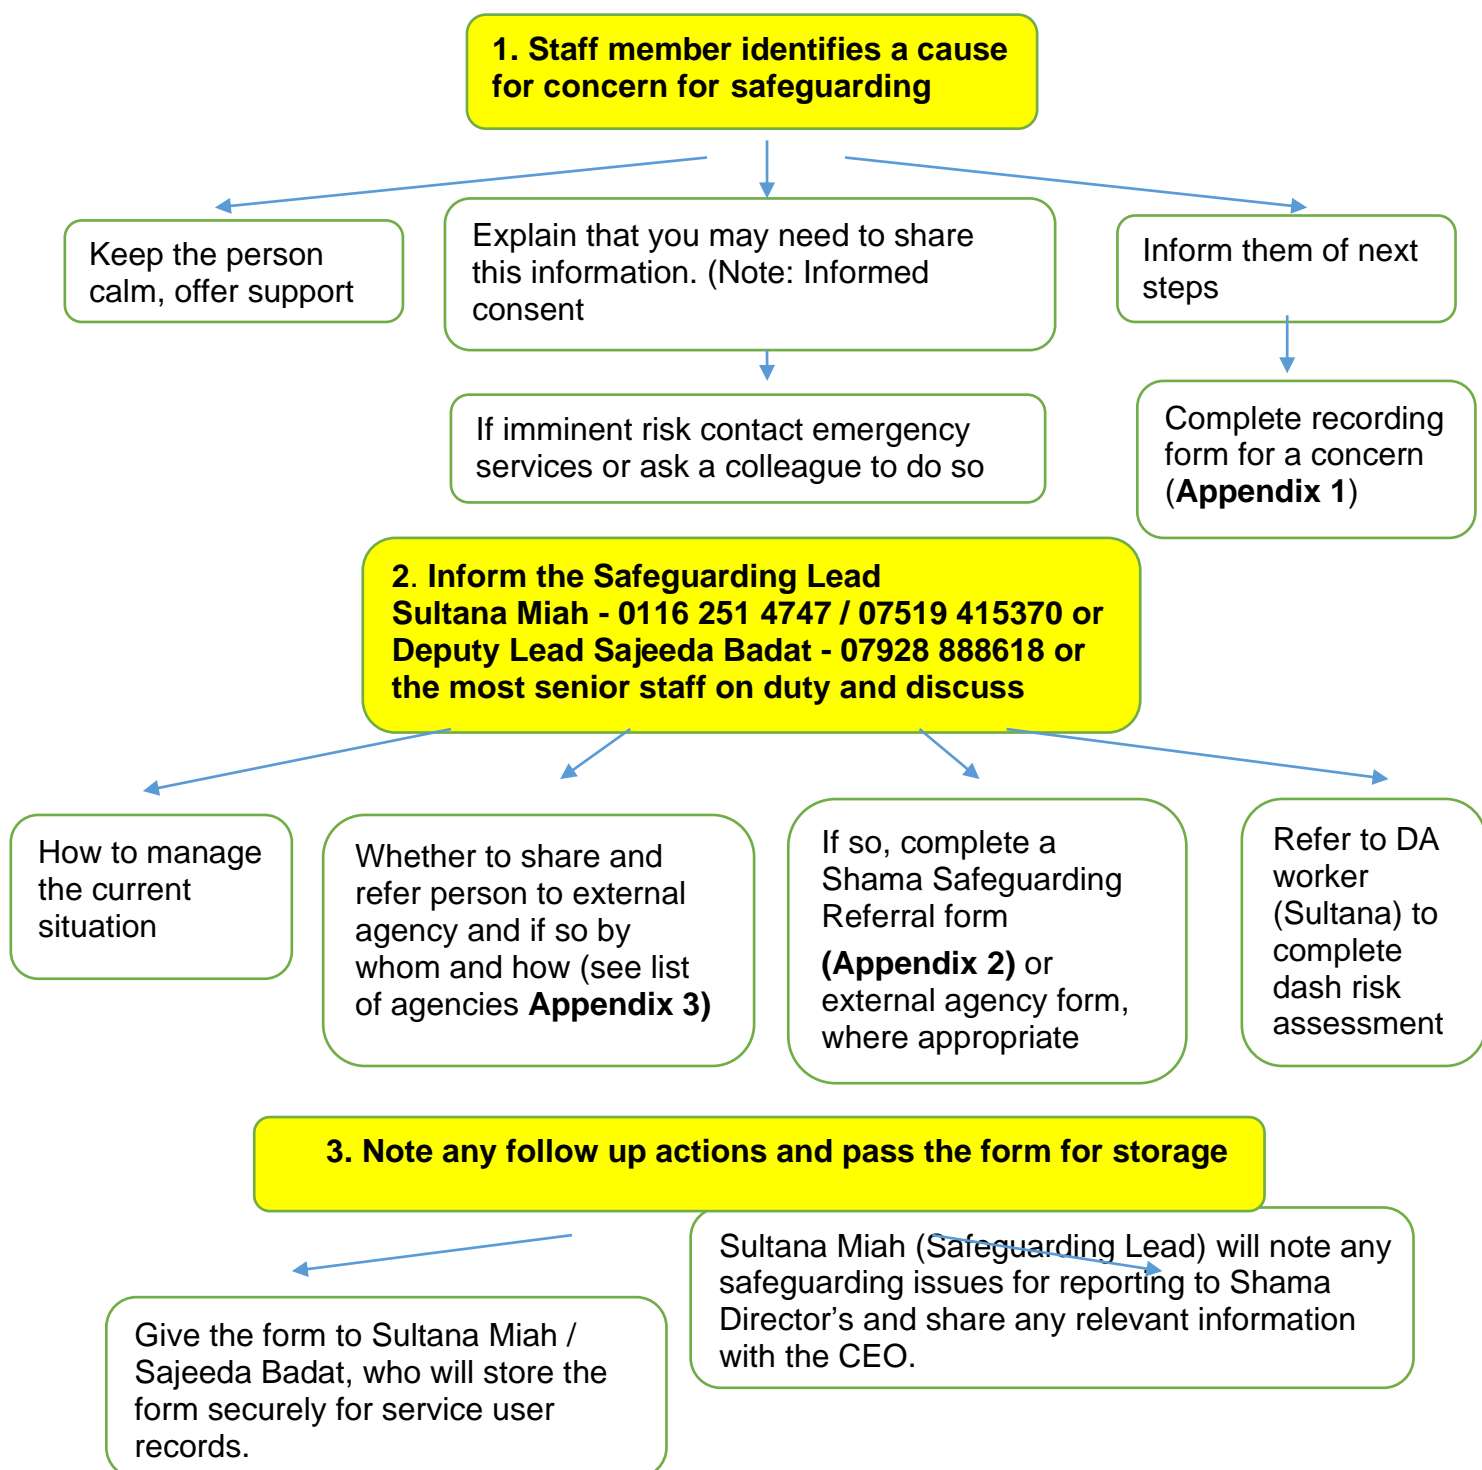 1. Staff member identifies a cause
for concern for safeguarding
Keep the person
calm, offer support
Explain that you may need to share
this information. (Note: Informed
consent
Inform them of next
steps
If imminent risk contact emergency
services or ask a colleague to do so
Complete recording
form for a concern
(Appendix 1)
2. Inform the Safeguarding Lead
Sultana Miah - 0116 251 4747 / 07519 415370 or
Deputy Lead Sajeeda Badat - 07928 888618 or
the most senior staff on duty and discuss
How to manage
the current
situation
Whether to share and
refer person to external
agency and if so by
whom and how (see list
of agencies Appendix 3)
If so, complete a
Shama Safeguarding
Referral form
(Appendix 2) or
external agency form,
where appropriate
Refer to DA
worker
(Sultana) to
complete
dash risk
assessment
3. Note any follow up actions and pass the form for storage
Give the form to Sultana Miah /
Sajeeda Badat, who will store the
form securely for service user
records.
Sultana Miah (Safeguarding Lead) will note any
safeguarding issues for reporting to Shama
Director’s and share any relevant information
with the CEO.